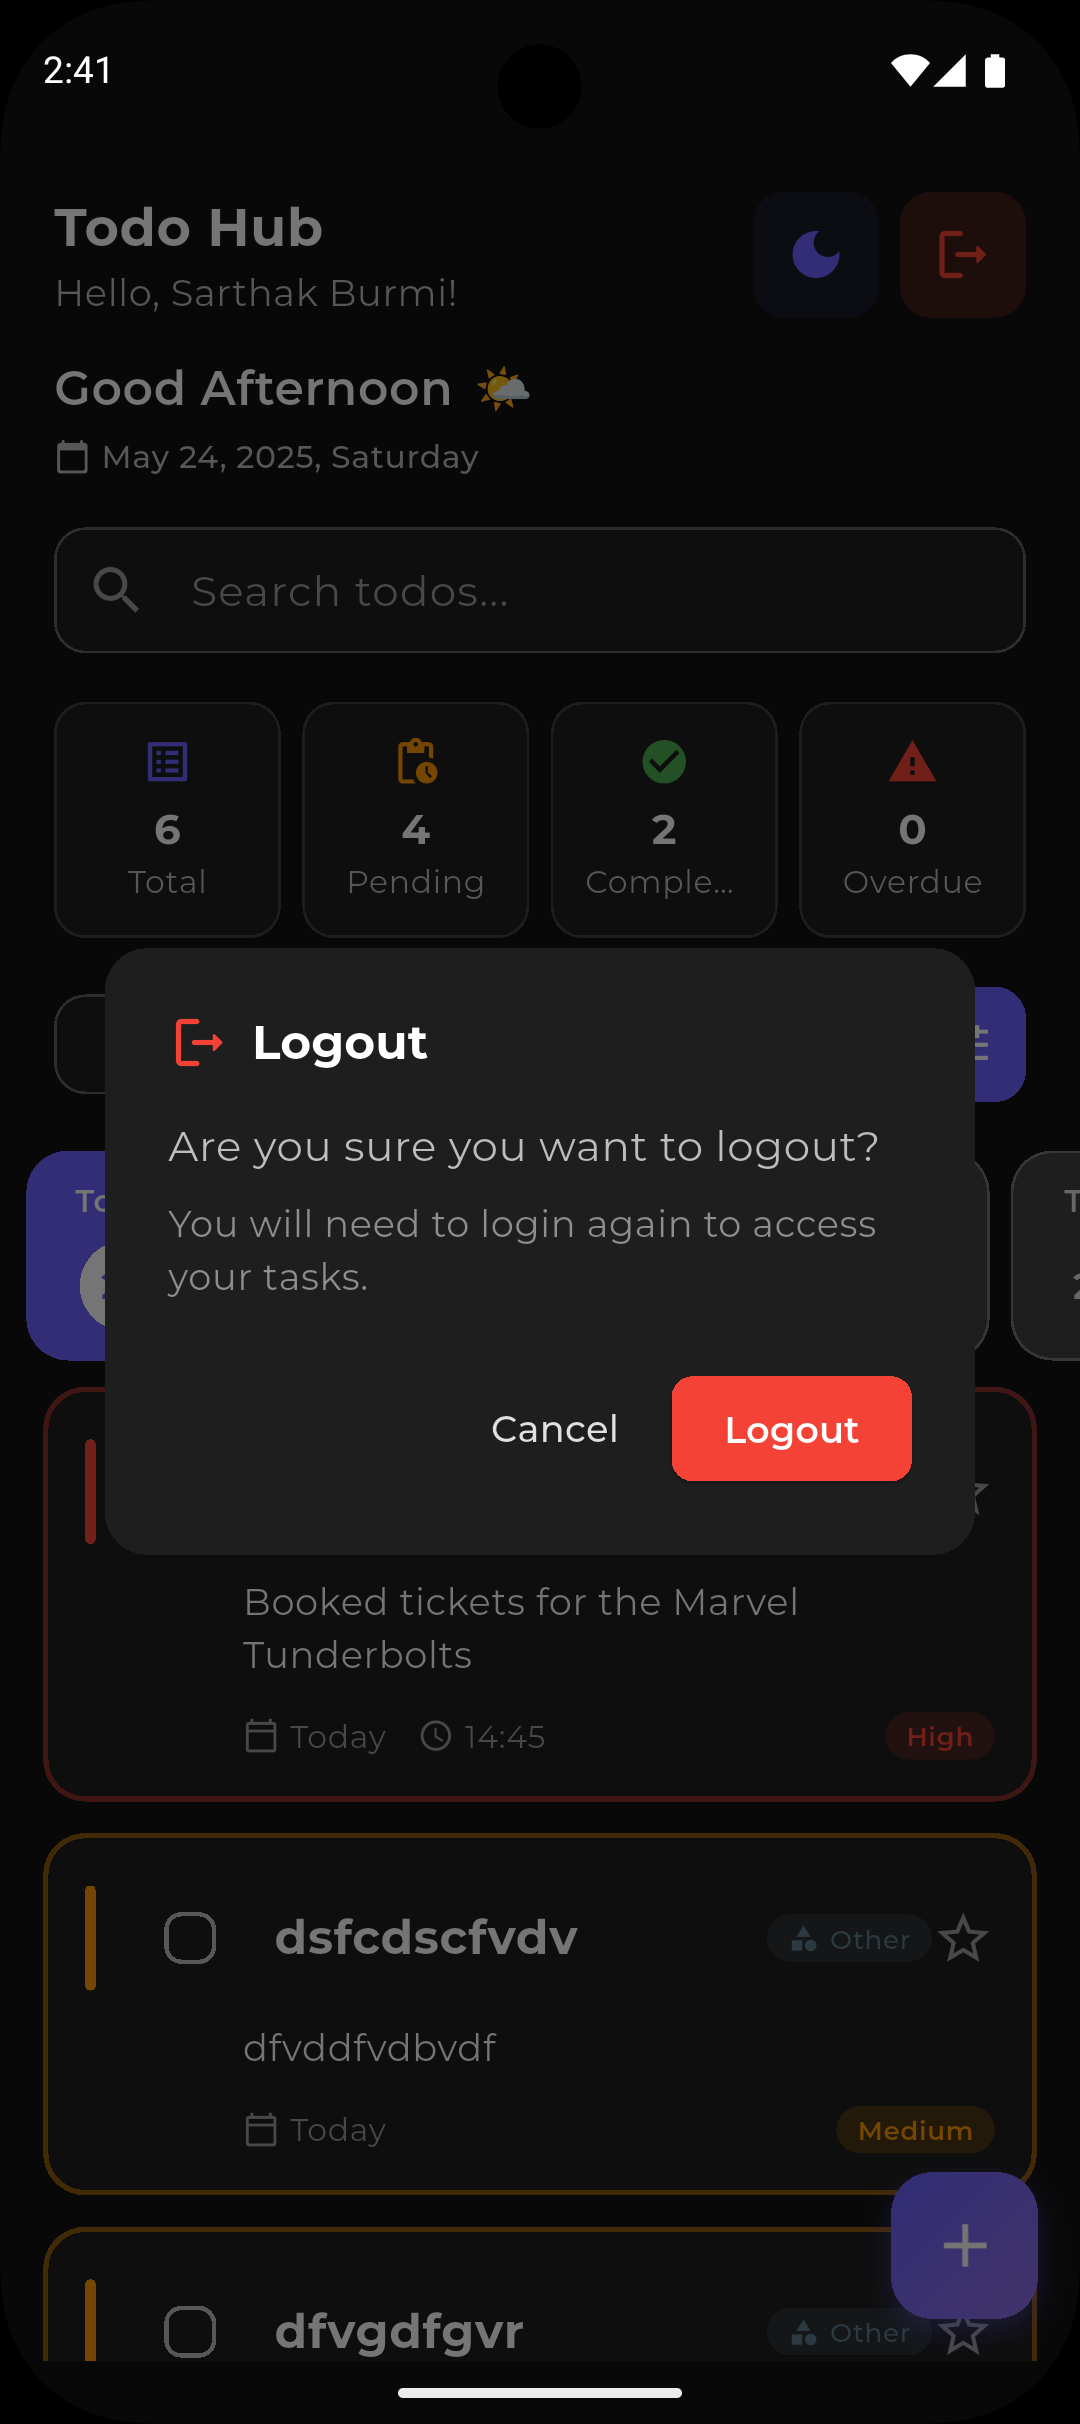 2:41
Todo Hub
Hello, Sarthak Burmi!
Good Afternoon 🌤️
May 24, 2025, Saturday
Search todos...
6
Total
4
Pending
2
Comple...
0
Overdue
Logout
Are you sure you want to logout?
You will need to login again to access
your tasks.
Cancel
Logout
Booked tickets for the Marvel
Tunderbolts
Today 14:45
High
dsfcdscfvdv
Other
dfvddfvdbvdf
Today
Medium
dfvgdfgvr
Other